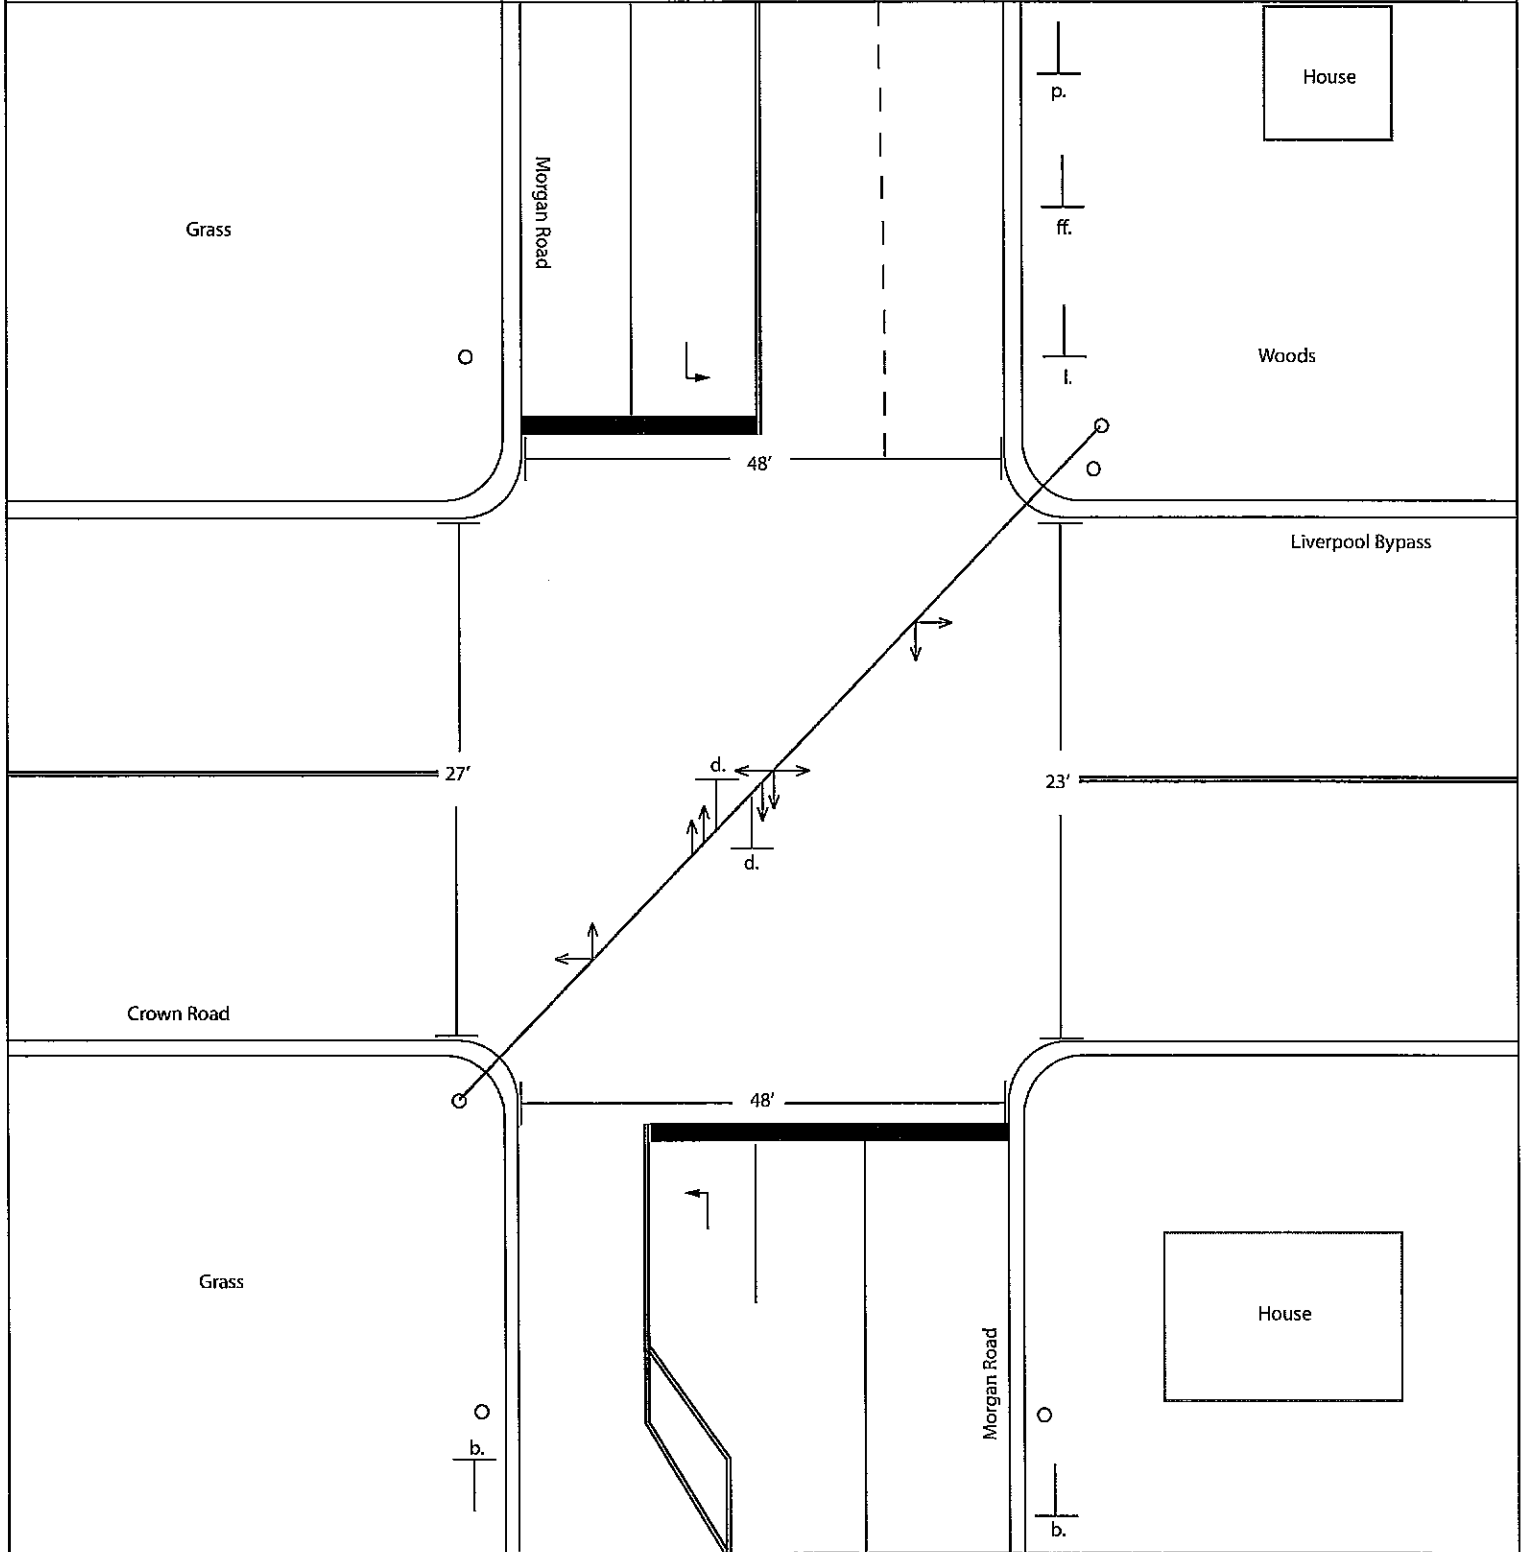 House
p.
Morgan Road
Grass
ff.
Woods
l.
48'
Liverpool Bypass
d.
27'
23'
d.
Crown Road
48'
Grass
House
Morgan Road
b.
b.